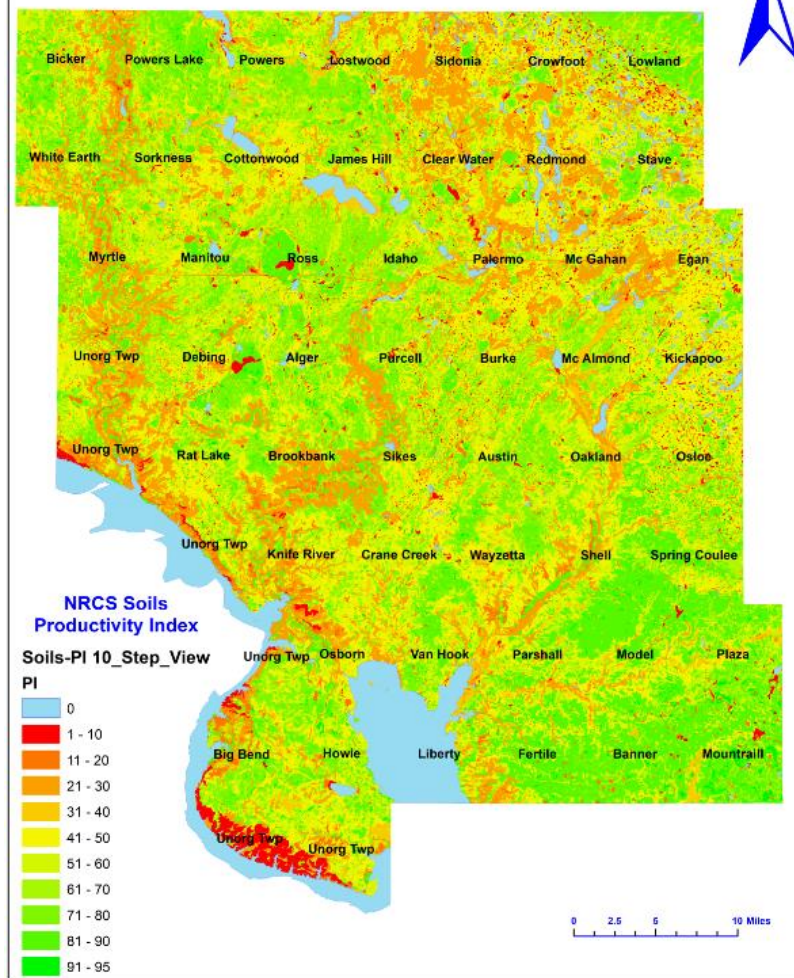 Bicker Powers Lake Powers Lostwood Sidonia Crowfoot Lowland
White Earth Sorkness Cottonwood James Hill Clear Water Redmond Stave
Myrtle Manitou Ross Idaho Palermo Mc Gahan Egan
Unorg Twp Debing Alger Purcell Burke Mc Almond Kickapoo
Unorg Twp Rat Lake Brookbank Sikes Austin Oakland Osloe
Unorg Twp Knife River Crane Creek Wayzetta Shell Spring Coulee
Unorg Twp Osborn Van Hook Parshall Model Plaza
Big Bend Howie Liberty Fertile Banner Mountraill
Unorg Twp Unorg Twp
NRCS Soils
Productivity Index
Soils-PI 10_Step_View
PI
0
1 - 10
11 - 20
21 - 30
31 - 40
41 - 50
51 - 60
61 - 70
71 - 80
81 - 90
91 - 95
0 2.5 5 10 Miles